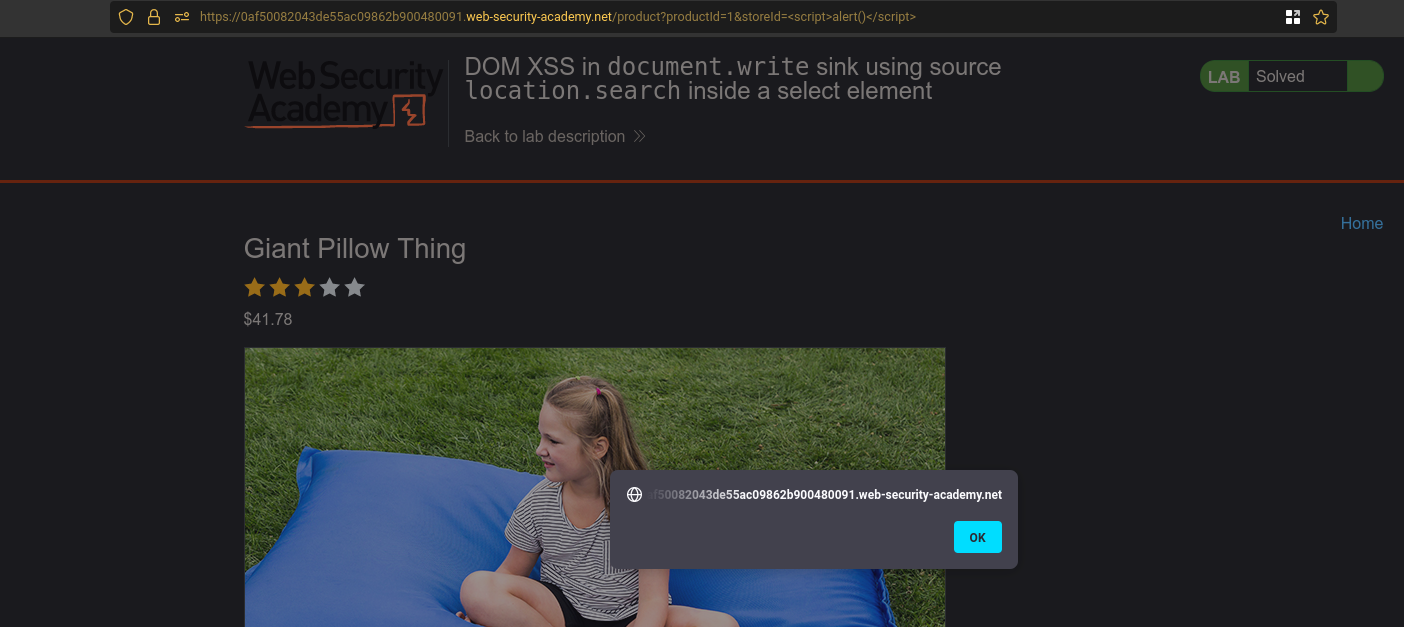 https://0af50082043de55ac09862b900480091.web-security-academy.net/product?productId=1&storeId=<script>alert()</script>
Web Security
Academy
DOM XSS in document.write sink using source
location.search inside a select element
LAB Solved
Back to lab description
Home
Giant Pillow Thing
$41.78
af50082043de55ac09862b900480091.web-security-academy.net
OK